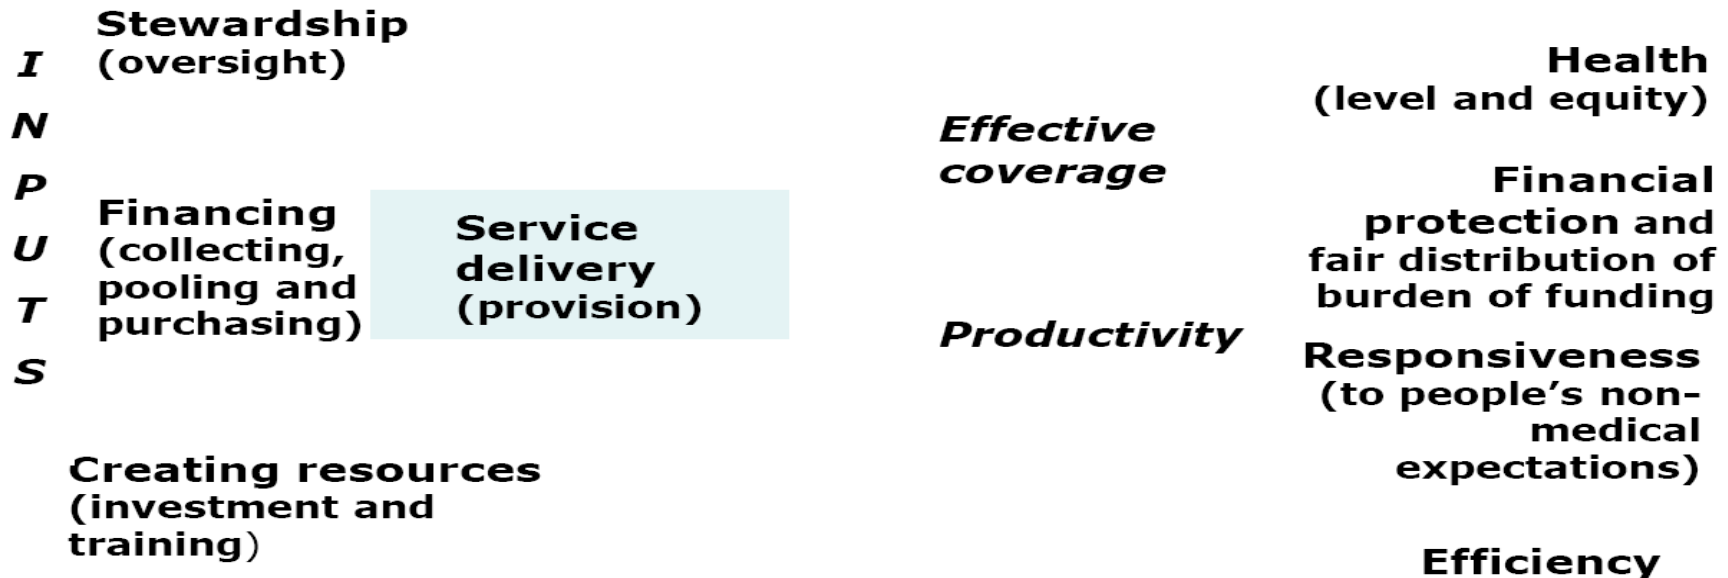 INPUTS
Stewardship
(oversight)
Financing
(collecting,
pooling and
purchasing)
Creating resources
(investment and
training)
Service
delivery
(provision)
Effective
coverage
Productivity
Health
(level and equity)
Financial
protection and
fair distribution of
burden of funding
Responsiveness
(to people’s non-
medical
expectations)
Efficiency